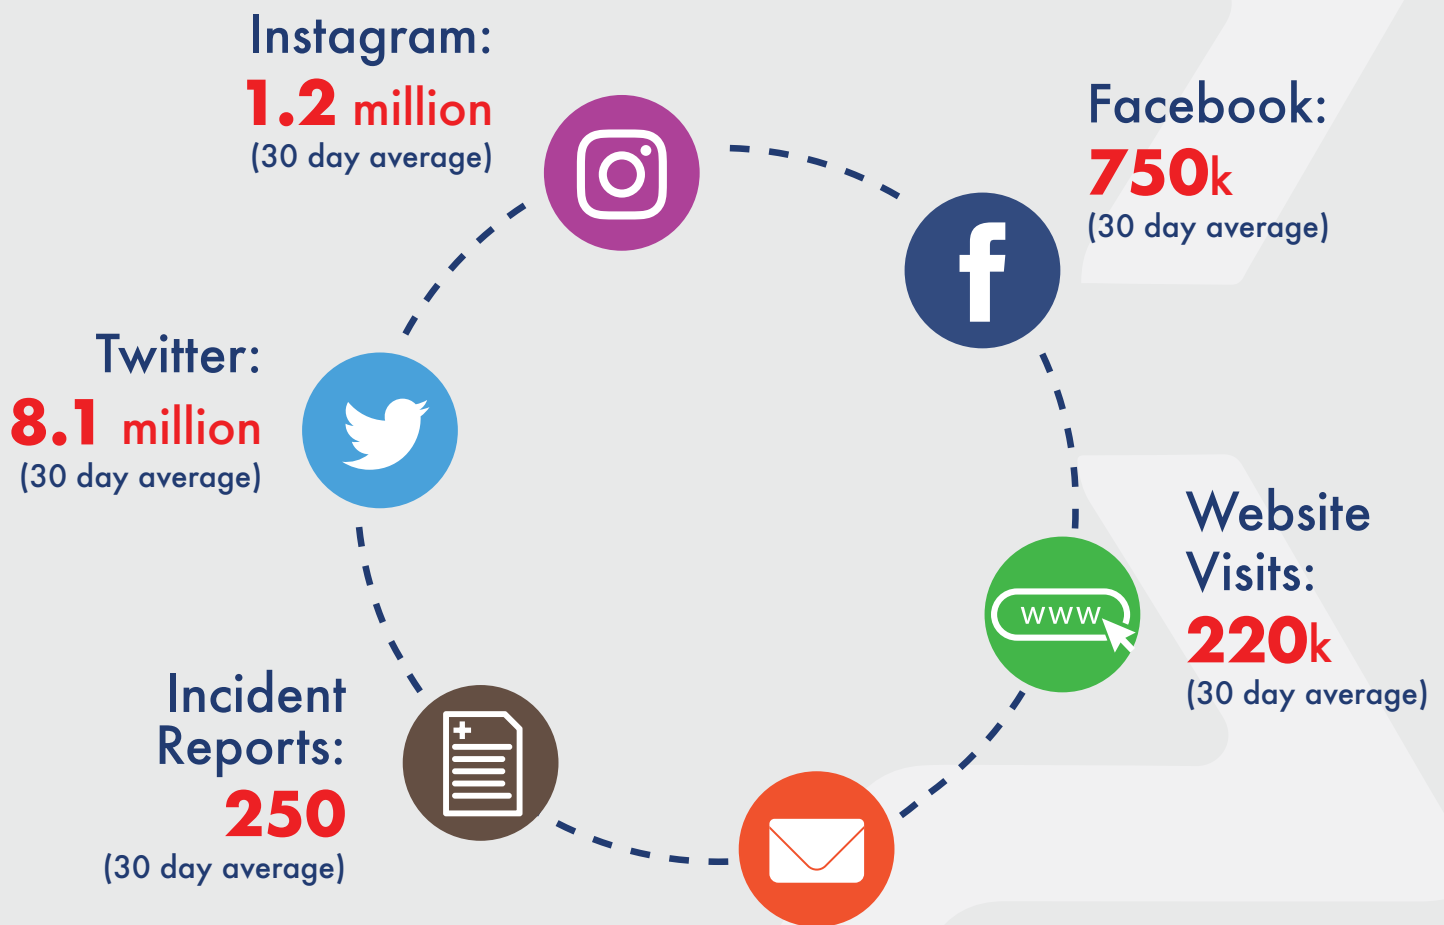 Instagram:
1.2 million
(30 day average)
Facebook:
750k
(30 day average)
Twitter:
8.1 million
(30 day average)
Website
Visits:
220k
(30 day average)
www
Incident
Reports:
250
(30 day average)